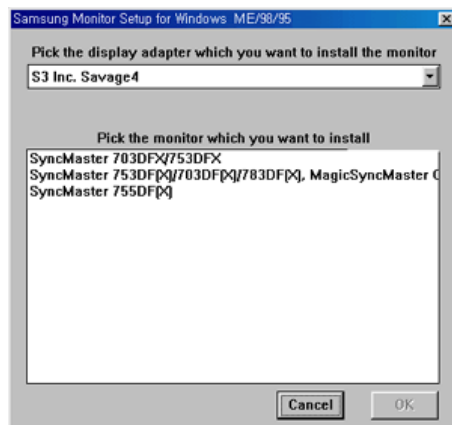 Samsung Monitor Setup for Windows ME/98/95
Pick the display adapter which you want to install the monitor
S3 Inc. Savage4
Pick the monitor which you want to install
SyncMaster 703DFX/753DFX
SyncMaster 753DF(X)/703DF(X)/783DF(X), MagicSyncMaster
SyncMaster 755DF(X)
Cancel
OK